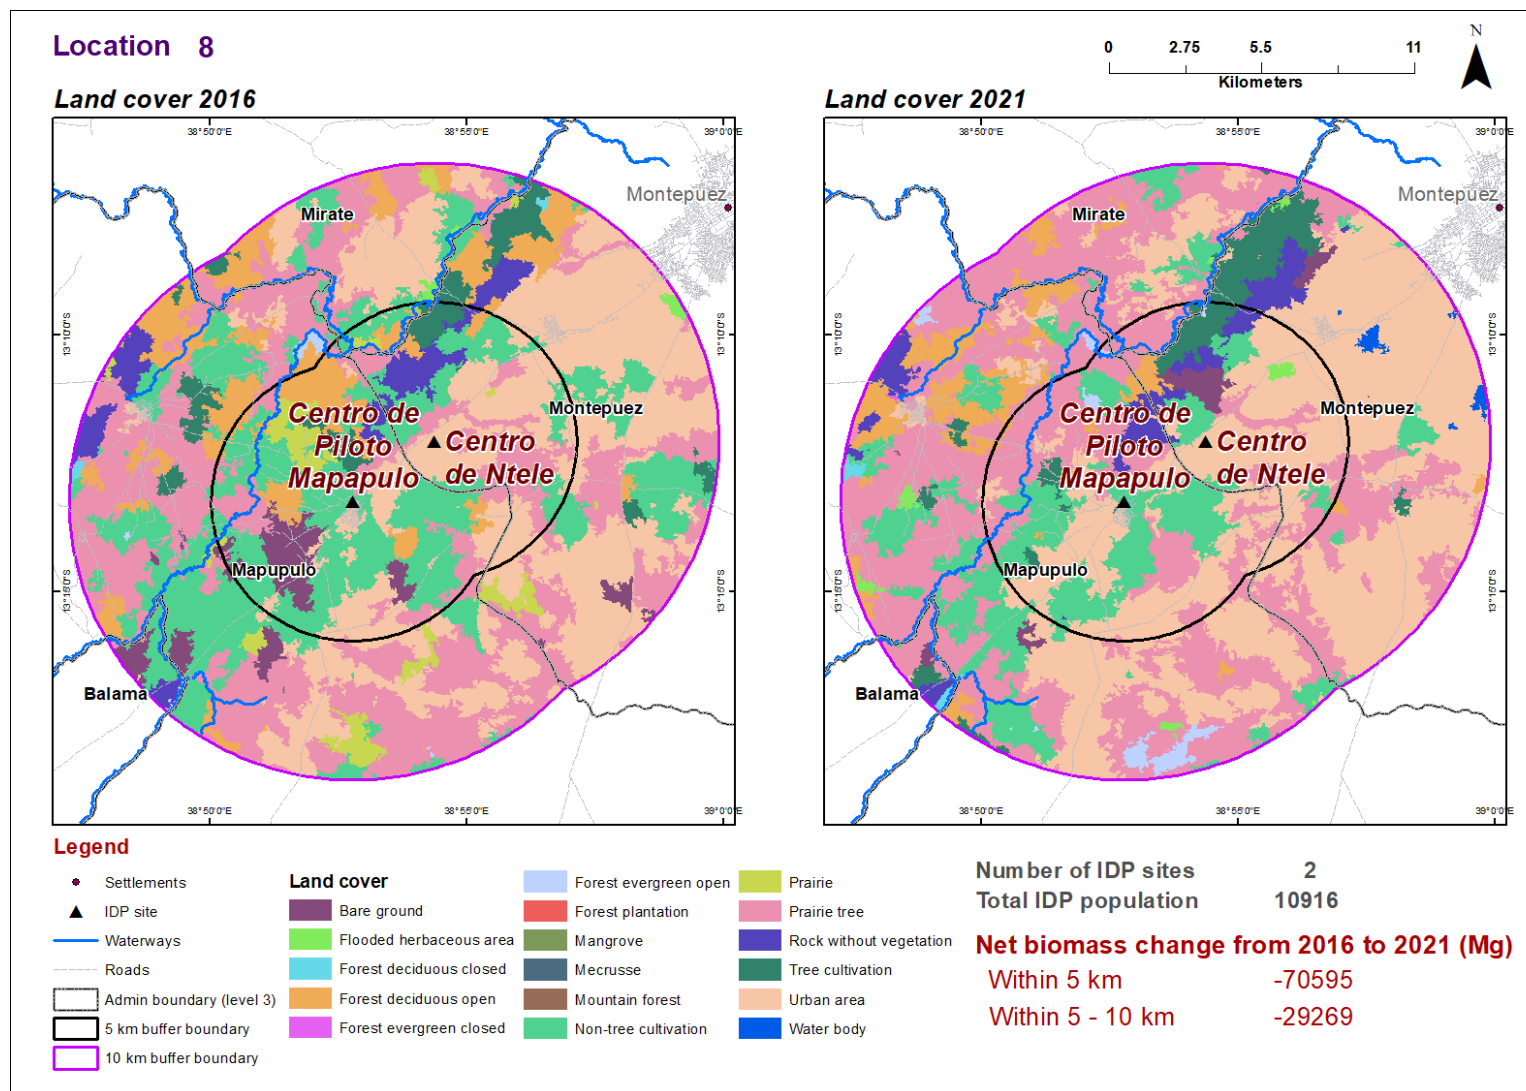 Location 8
0 2.75 5.5 11
Kilometers
N
Land cover 2016
38°50'0"E 38°55'0"E 39°0'0"E
13°10'0"S
13°15'0"S
Montepuez
Mirate
Centro de
Piloto
Mapapulo
Centro
de Ntele
Montepuez
Mapupulo
Balama
38°50'0"E 38°55'0"E 39°0'0"E
Land cover 2021
38°50'0"E 38°55'0"E 39°0'0"E
13°10'0"S
13°15'0"S
Montepuez
Mirate
Centro de
Piloto
Mapapulo
Centro
de Ntele
Montepuez
Mapupulo
Balama
38°50'0"E 38°55'0"E 39°0'0"E
13°10'0"S
13°15'0"S
Legend
Settlements
IDP site
Waterways
Roads
Admin boundary (level 3)
5 km buffer boundary
10 km buffer boundary
Land cover
Bare ground
Flooded herbaceous area
Forest deciduous closed
Forest deciduous open
Forest evergreen closed
Forest evergreen open
Forest plantation
Mangrove
Mecrusse
Mountain forest
Non-tree cultivation
Prairie
Prairie tree
Rock without vegetation
Tree cultivation
Urban area
Water body
Number of IDP sites 2
Total IDP population 10916
Net biomass change from 2016 to 2021 (Mg)
Within 5 km -70595
Within 5 - 10 km -29269